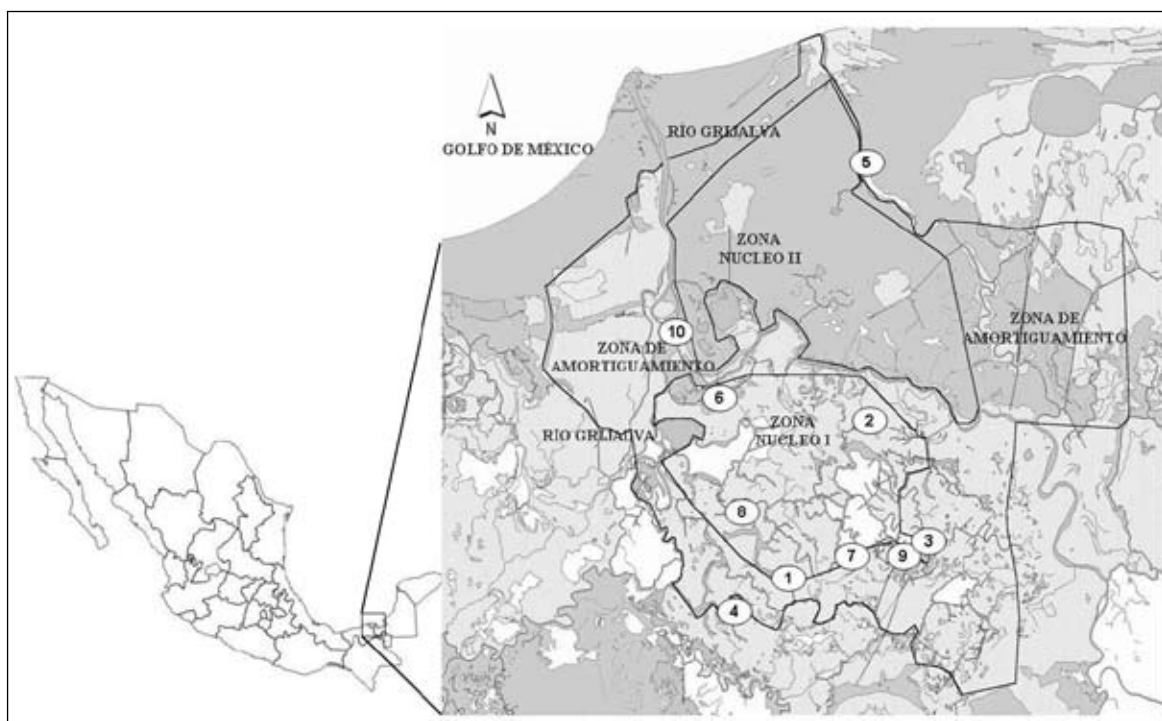 N
GOLFO DE MÉXICO
RÍO GRIJALVA
5
ZONA
NUCLEO II
10
ZONA DE
AMORTIGUAMIENTO
ZONA DE
AMORTIGUAMIENTO
6
2
ZONA
NUCLEO I
RÍO GRIJALVA
8
3
7
9
1
4